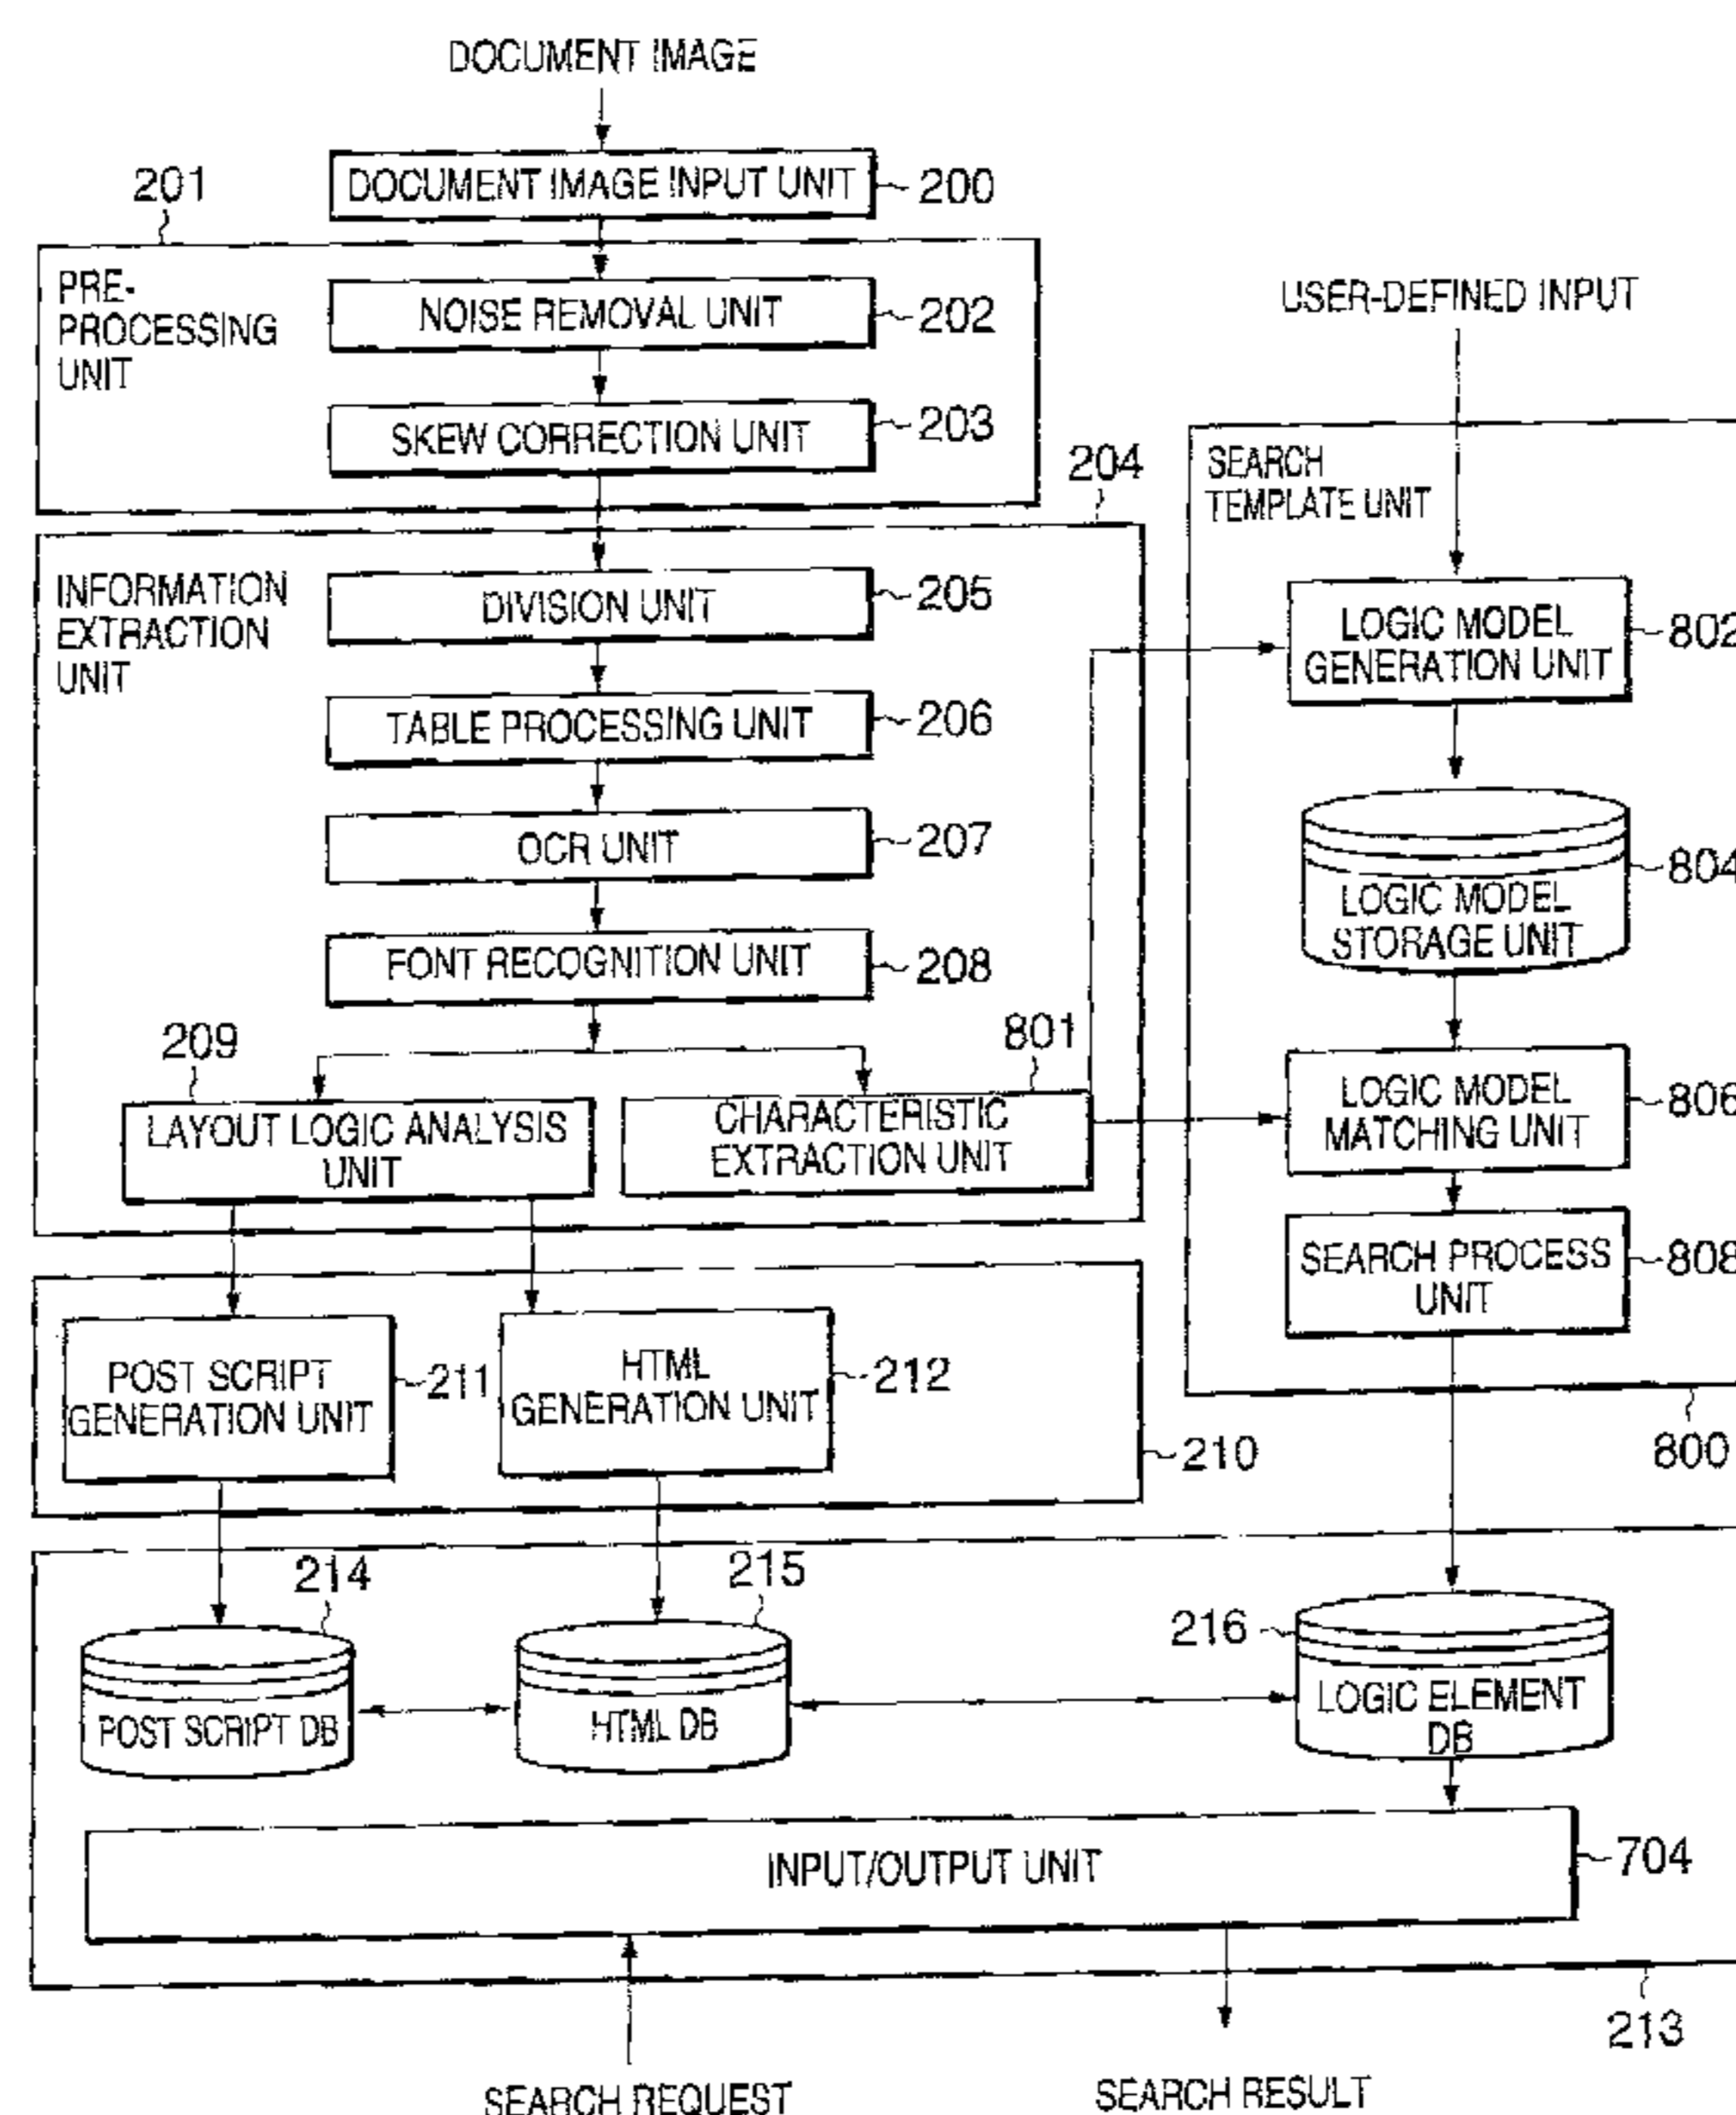 DOCUMENT IMAGE
201
DOCUMENT IMAGE INPUT UNIT
200
PRE-
PROCESSING
UNIT
NOISE REMOVAL UNIT
202
SKEW CORRECTION UNIT
203
USER-DEFINED INPUT
204
SEARCH
TEMPLATE UNIT
INFORMATION
EXTRACTION
UNIT
DIVISION UNIT
205
LOGIC MODEL
GENERATION UNIT
802
TABLE PROCESSING UNIT
206
OCR UNIT
207
LOGIC MODEL
STORAGE UNIT
804
FONT RECOGNITION UNIT
208
209
801
LAYOUT LOGIC ANALYSIS
UNIT
CHARACTERISTIC
EXTRACTION UNIT
LOGIC MODEL
MATCHING UNIT
806
SEARCH PROCESS
UNIT
808
POST SCRIPT
GENERATION UNIT
211
HTML
GENERATION UNIT
212
210
800
214
215
216
POST SCRIPT DB
HTML DB
LOGIC ELEMENT
DB
INPUT/OUTPUT UNIT
704
213
SEARCH REQUEST
SEARCH RESULT